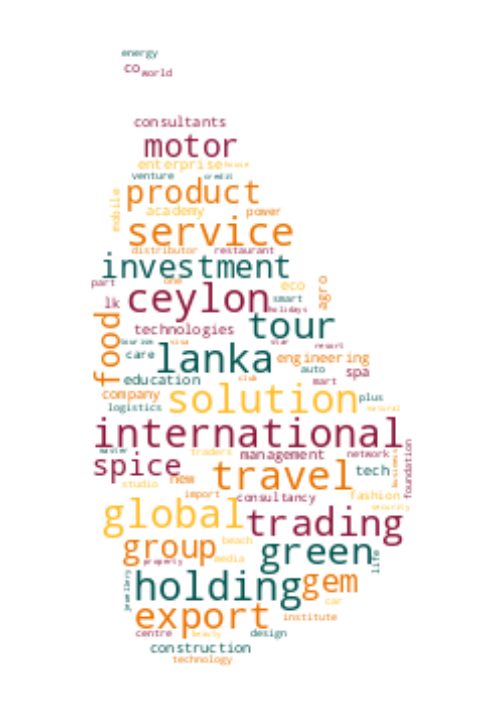 energy
co world
consultants
motor
enterprise house
venture credit
mobile
product
academy power
service
distributor restaurant
investment
part one eco
agro
lk ceylon smart
holidays
technologies tour
food
tourism visa star resort
care lanka engineering
auto
education club mart spa
company solution plus
logistics natural
international
master traders management network
business
foundation
spice travel tech
studio new
import consultancy fashion
global trading security
group beach green
property media life
jewellery
holding gem
car
export institute
centre beauty design
construction
technology